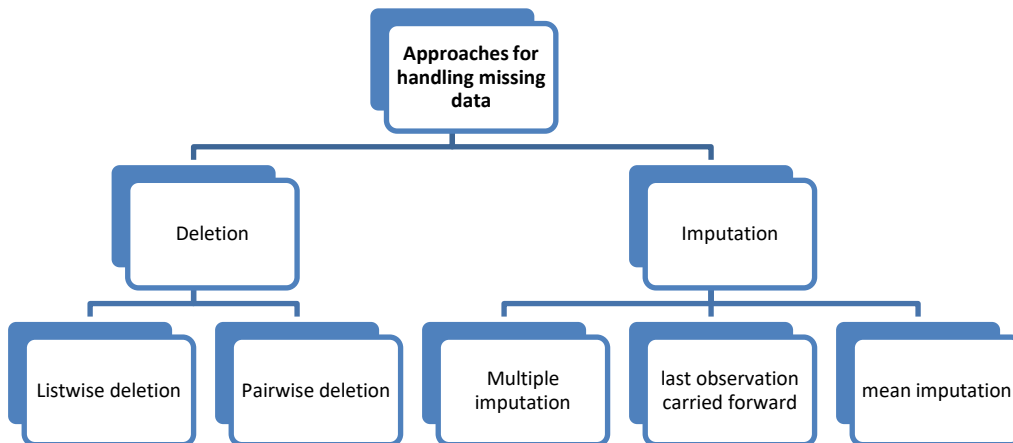 Approaches for
handling missing
data
Deletion
Imputation
Listwise deletion
Pairwise deletion
Multiple
imputation
last observation
carried forward
mean imputation